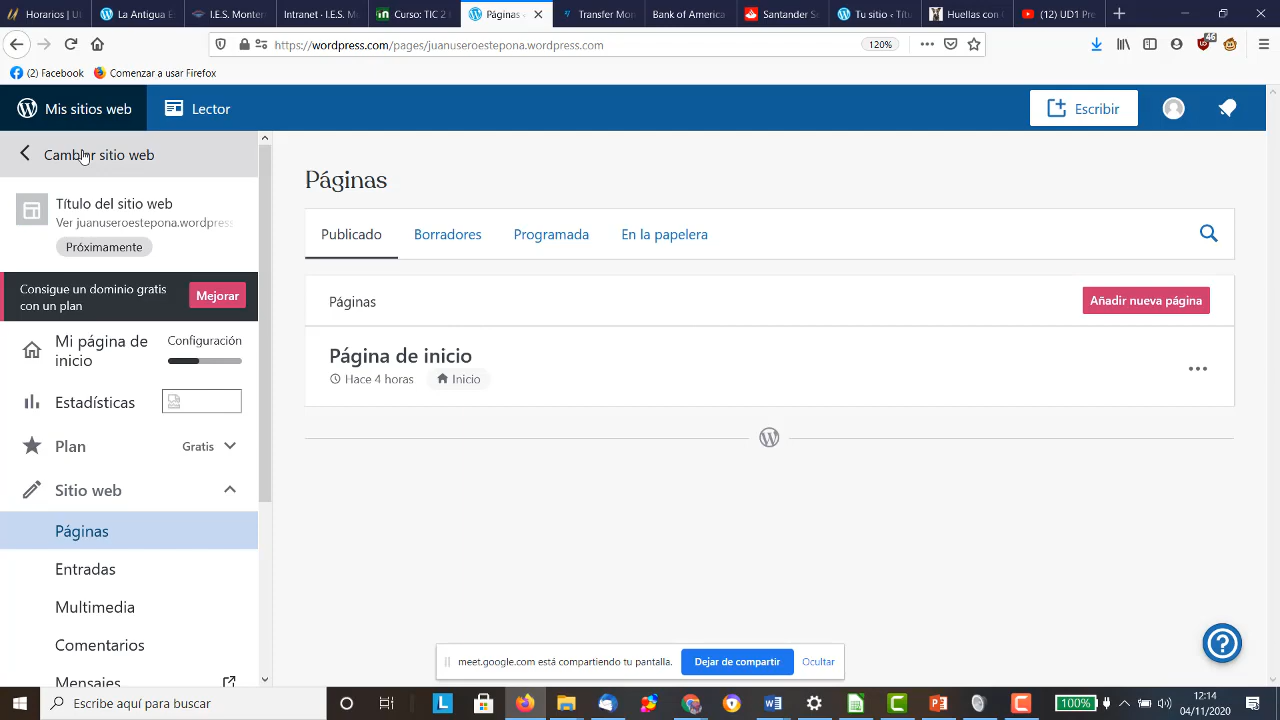 Horarios | Ut
La Antigua E
I.E.S. Monter
Intranet - I.E.S. M
Curso: TIC 2 B
Páginas <
Transfer Mon
Bank of America
Santander Se
Tu sitio < Títu
Huellas con
(12) UD1 Pre
https://wordpress.com/pages/juanuseroestepona.wordpress.com
120%
46
(2) Facebook
Comenzar a usar Firefox
Mis sitios web
Lector
Escribir
Cambiar sitio web
Título del sitio web
Ver juanuseroestepona.wordpress
Próximamente
Consigue un dominio gratis
con un plan
Mejorar
Mi página de
inicio
Configuración
Estadísticas
Plan
Gratis
Sitio web
Páginas
Entradas
Multimedia
Comentarios
Mensajes
Páginas
Publicado
Borradores
Programada
En la papelera
Páginas
Añadir nueva página
Página de inicio
Hace 4 horas
Inicio
meet.google.com está compartiendo tu pantalla.
Dejar de compartir
Ocultar
Escribe aquí para buscar
100%
12:14
04/11/2020